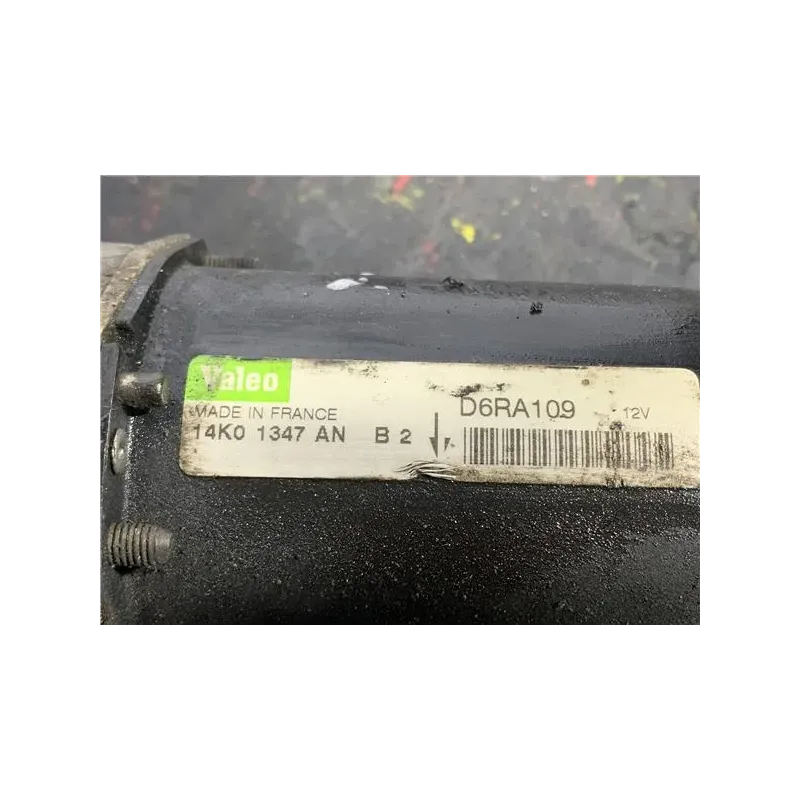 Valeo
MADE IN FRANCE
14K0 1347 AN B 2
D6RA109 12V